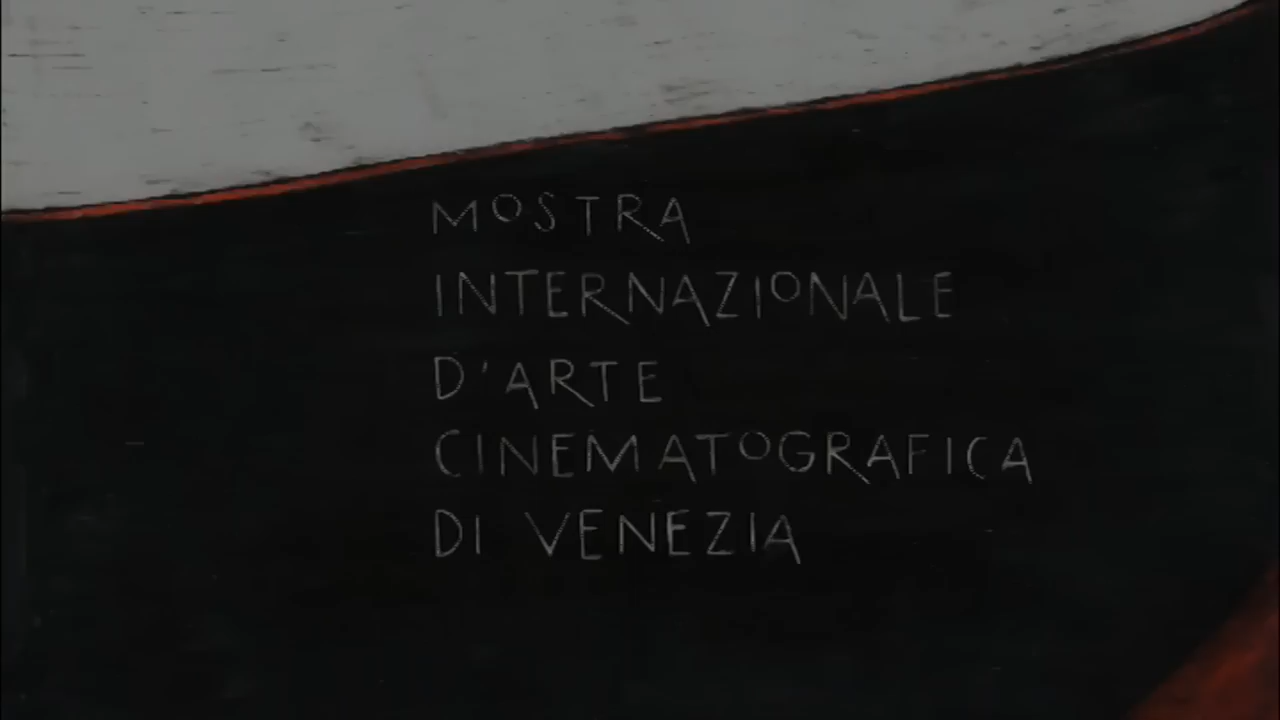 MOSTRA
INTERNAZIONALE
D'ARTE
CINEMATOGRAFICA
DI VENEZIA